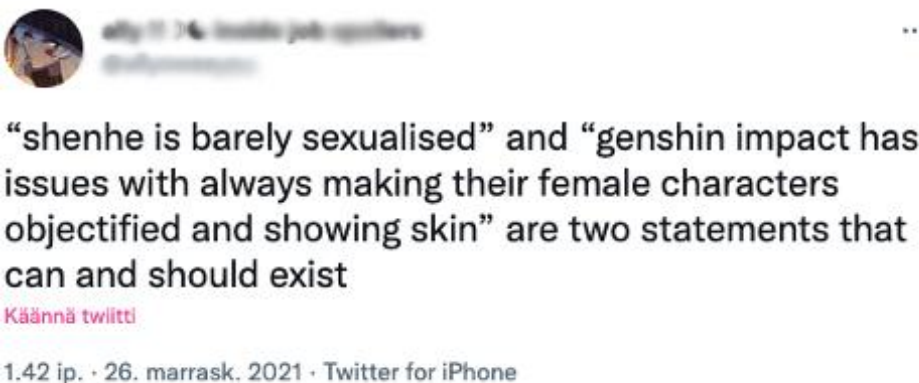 “shenhe is barely sexualised” and “genshin impact has
issues with always making their female characters
objectified and showing skin” are two statements that
can and should exist
Käännä twiitti
1.42 ip. · 26. marrask. 2021 · Twitter for iPhone